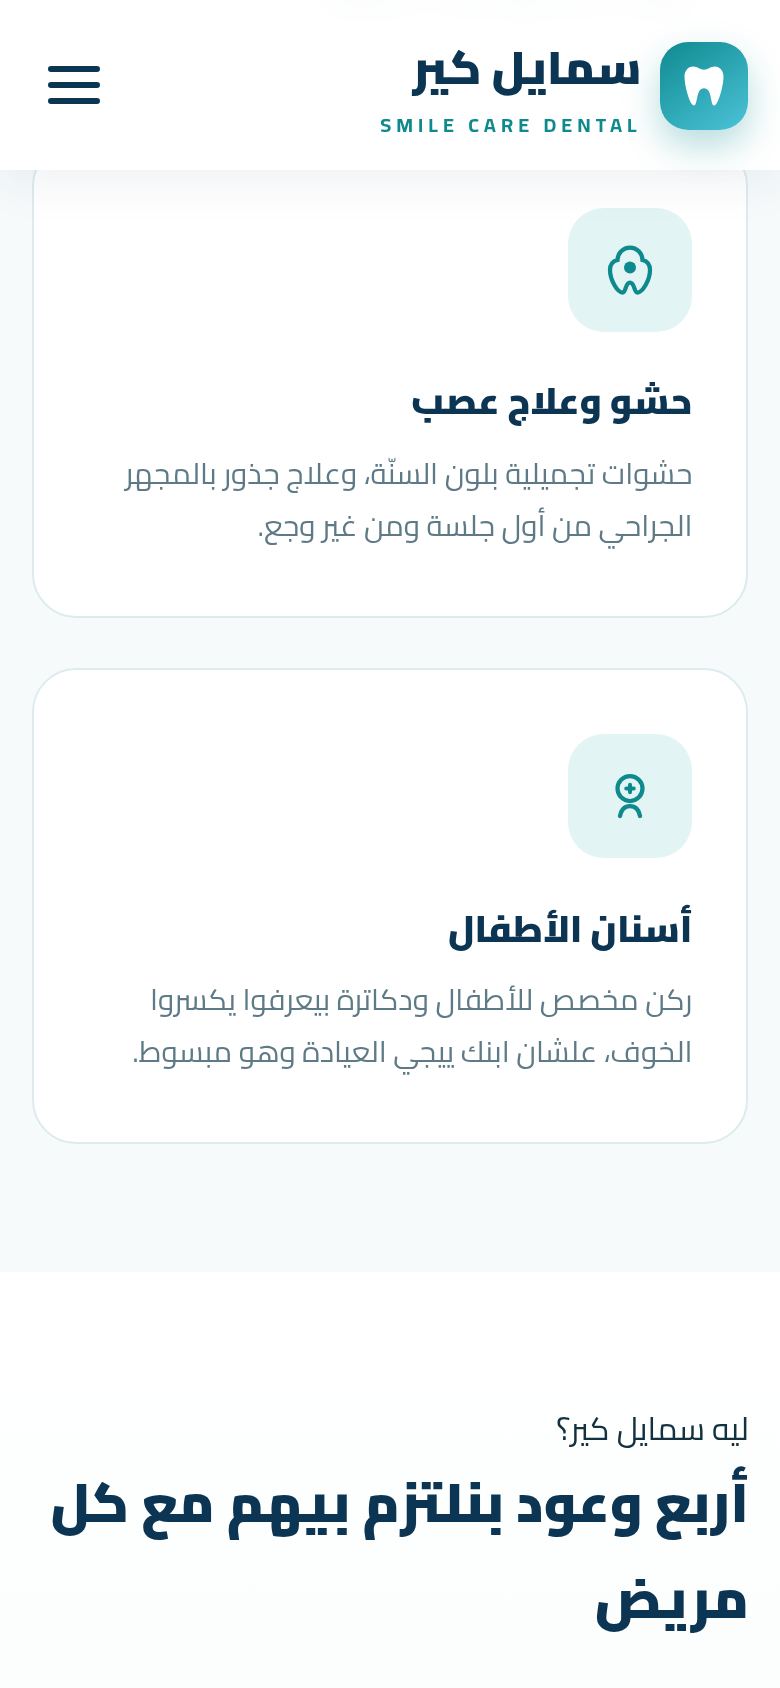 سمايل كير
SMILE CARE DENTAL
حشو وعلاج عصب
حشوات تجميلية بلون السنّة، وعلاج جذور بالمجهر
الجراحي من أول جلسة ومن غير وجع.
أسنان الأطفال
ركن مخصص للأطفال ودكاترة بيعرفوا يكسروا
الخوف، علشان ابنك ييجي العيادة وهو مبسوط.
ليه سمايل كير؟
أربع وعود بنلتزم بيهم مع كل
مريض